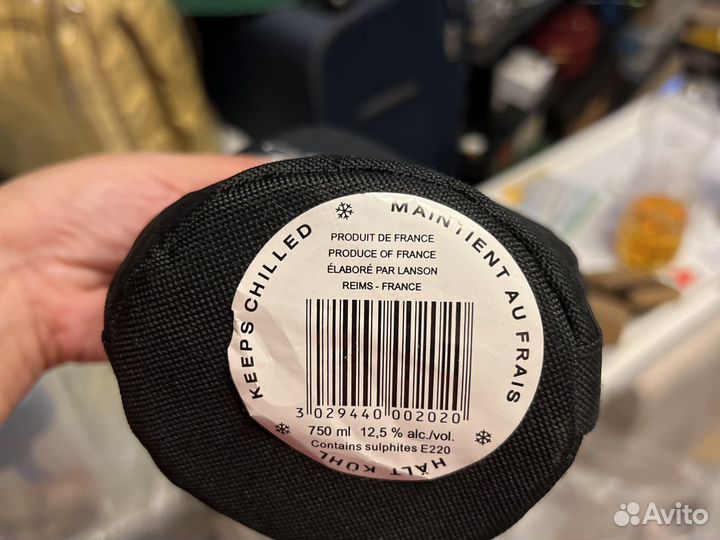 KEEPS CHILLED
MAINTIENT AU FRAIS
PRODUIT DE FRANCE
PRODUCE OF FRANCE
ÉLABORÉ PAR LANSON
REIMS - FRANCE
3 029440 002020
750 ml 12,5 % alc./vol.
Contains sulphites E220
HÄLT KÜHL
Avito